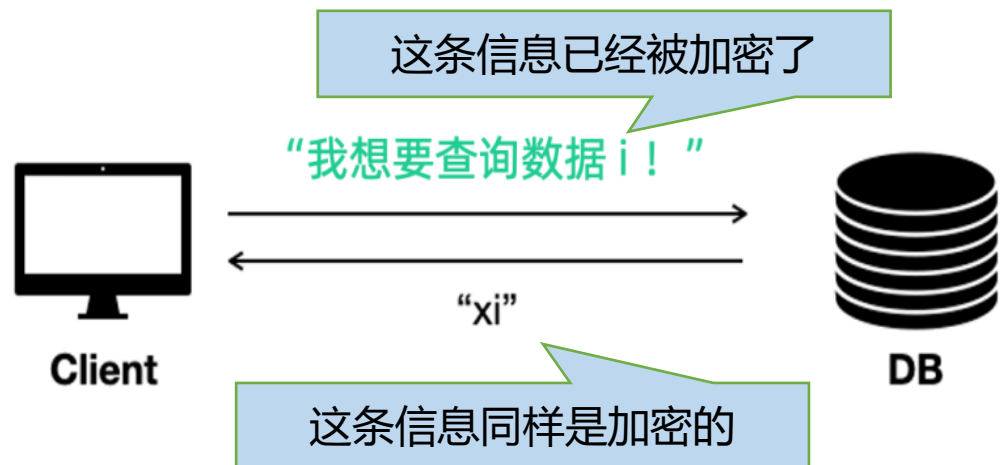 这条信息已经被加密了
“我想要查询数据 i ！”
“xi”
Client
DB
这条信息同样是加密的